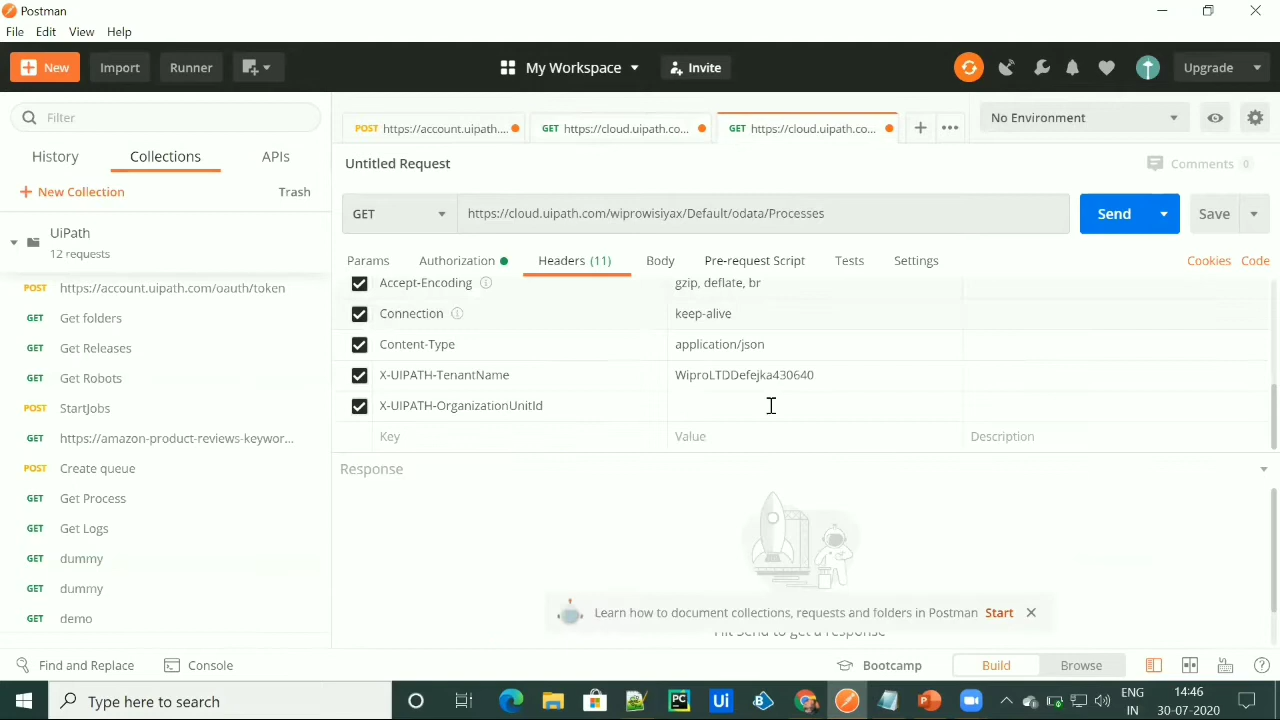 Postman
File Edit View Help
New Import Runner My Workspace Invite Upgrade
Filter
History Collections APIs
+ New Collection Trash
UiPath
12 requests
POST https://account.uipath.com/oauth/token
GET Get folders
GET Get Releases
GET Get Robots
POST StartJobs
GET https://amazon-product-reviews-keywor...
POST Create queue
GET Get Process
GET Get Logs
GET dummy
GET dummy
GET demo
POST https://account.uipath.... GET https://cloud.uipath.co... GET https://cloud.uipath.co... No Environment
Untitled Request Comments 0
GET https://cloud.uipath.com/wiprowisiyax/Default/odata/Processes Send Save
Params Authorization Headers (11) Body Pre-request Script Tests Settings Cookies Code
Accept-Encoding gzip, deflate, br
Connection keep-alive
Content-Type application/json
X-UIPATH-TenantName WiproLTDDefejka430640
X-UIPATH-OrganizationUnitId
Key Value Description
Response
Learn how to document collections, requests and folders in Postman Start
Hit Send to get a response
Find and Replace Console Bootcamp Build Browse
Type here to search
ENG
IN
14:46
30-07-2020